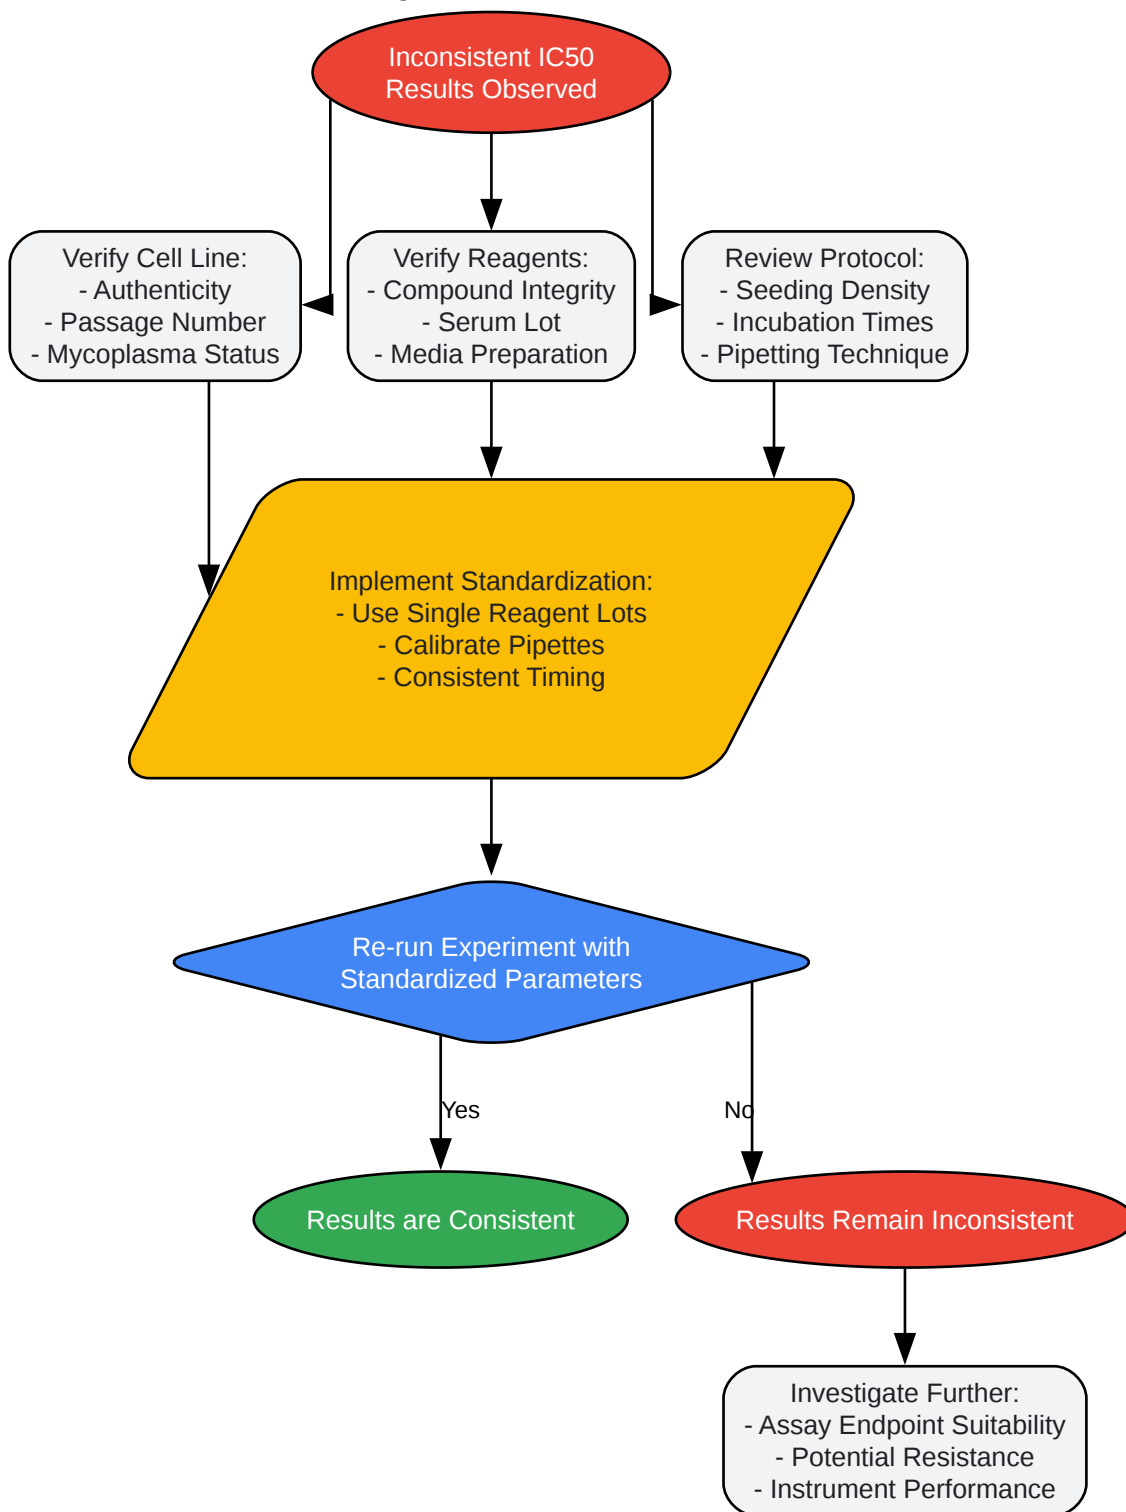 Inconsistent IC50
Results Observed
Verify Cell Line:
- Authenticity
- Passage Number
- Mycoplasma Status
Verify Reagents:
- Compound Integrity
- Serum Lot
- Media Preparation
Review Protocol:
- Seeding Density
- Incubation Times
- Pipetting Technique
Implement Standardization:
- Use Single Reagent Lots
- Calibrate Pipettes
- Consistent Timing
Re-run Experiment with
Standardized Parameters
Yes
No
Results are Consistent
Results Remain Inconsistent
Investigate Further:
- Assay Endpoint Suitability
- Potential Resistance
- Instrument Performance